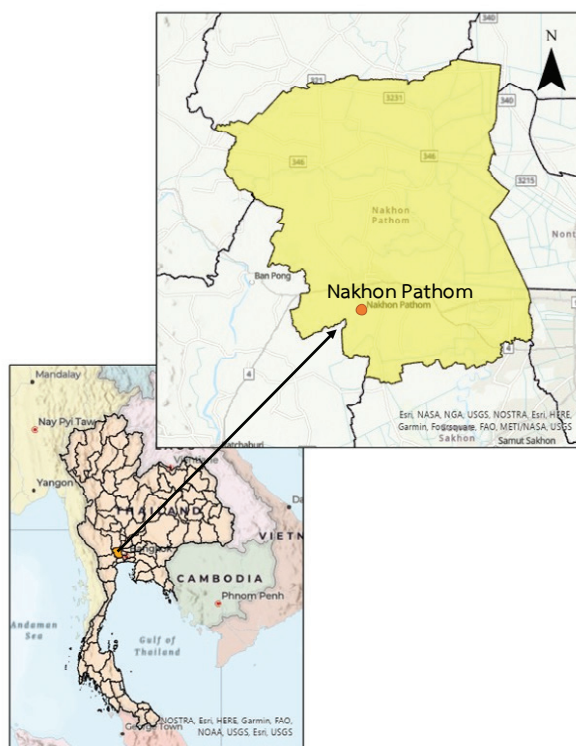 340
N
321
3231
340
346
346
3215
Nakhon
Pathom
Nont
Ban Pong
Nakhon Pathom
Nakhon Pathom
4
4
Esri, NASA, NGA, USGS, NOSTRA, Esri, HERE,
Garmin, Foursquare, FAO, METI/NASA, USGS
Sakhon
Samut Sakhon
Mandalay
Nay Pyi Taw
Yangon
Vientiane
THAILAND
Bangkok
Da
VIETN
CAMBODIA
Phnom Penh
Andaman
Sea
Gulf of
Thailand
George Town
NOSTRA, Esri, HERE, Garmin, FAO,
NOAA, USGS, Esri, USGS